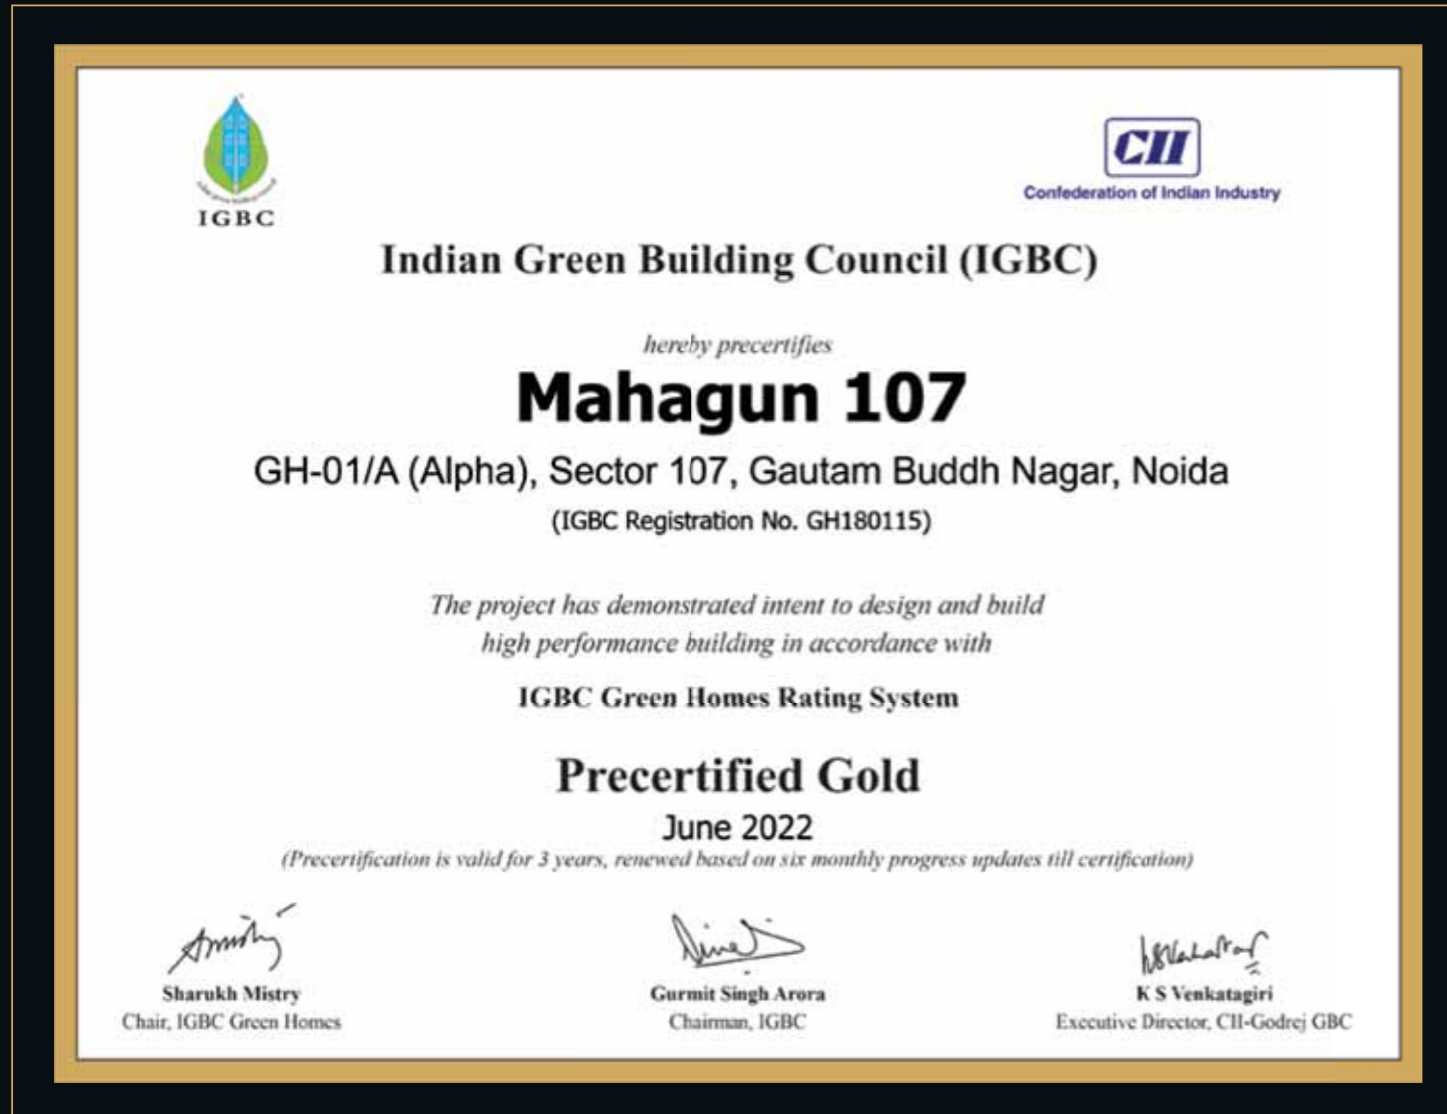 IGBC
CII
Confederation of Indian Industry
Indian Green Building Council (IGBC)
hereby precertifies
Mahagun 107
GH-01/A (Alpha), Sector 107, Gautam Buddh Nagar, Noida
(IGBC Registration No. GH180115)
The project has demonstrated intent to design and build
high performance building in accordance with
IGBC Green Homes Rating System
Precertified Gold
June 2022
(Precertification is valid for 3 years, renewed based on six monthly progress updates till certification)
Sharukh Mistry
Chair, IGBC Green Homes
Gurmit Singh Arora
Chairman, IGBC
K S Venkatagiri
Executive Director, CII-Godrej GBC